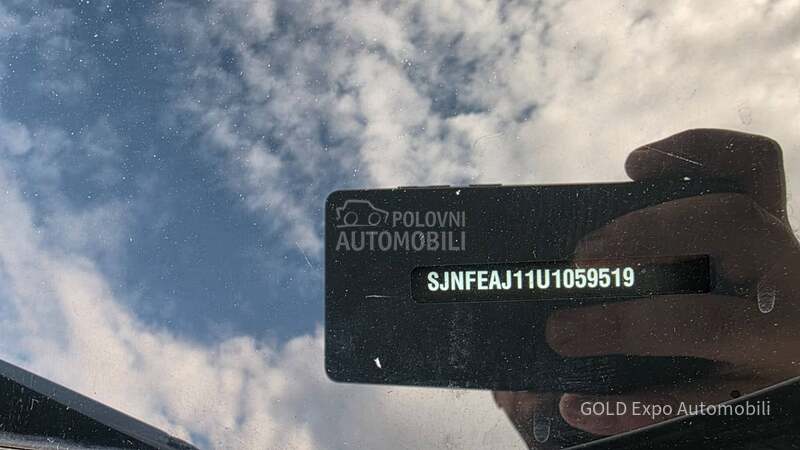 POLOVNI
AUTOMOBILI
SJNFEAJ11U1059519
GOLD Expo Automobili